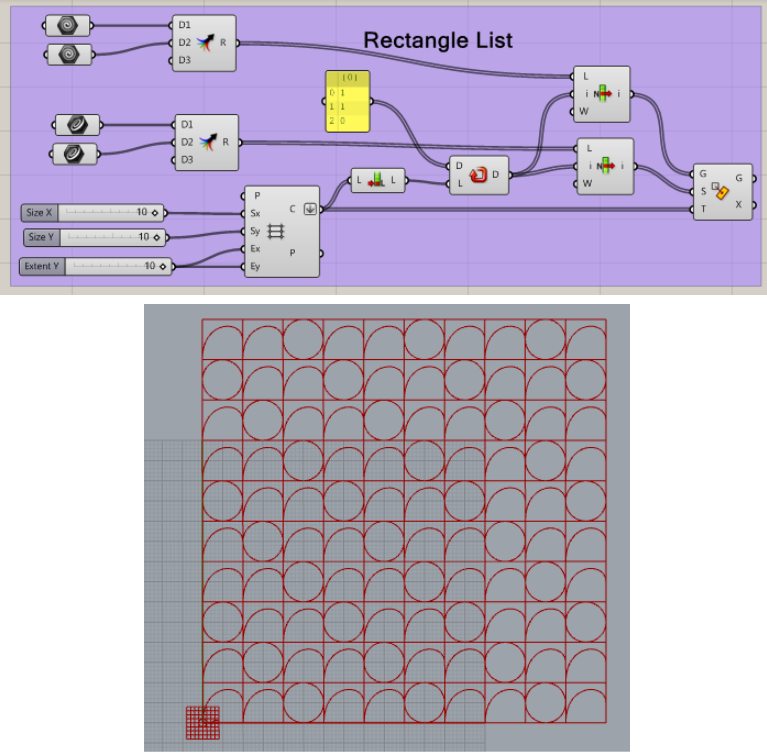 Rectangle List
D1
D2 R
D3
{0}
0 1
1 1
2 0
L
i N i
W
D1
D2 R
D3
L
i N i
W
D D
L
L L
G G
S
T X
P
Size X 10 Sx C
Size Y 10 Sy
Ex P
Extent Y 10 Ey